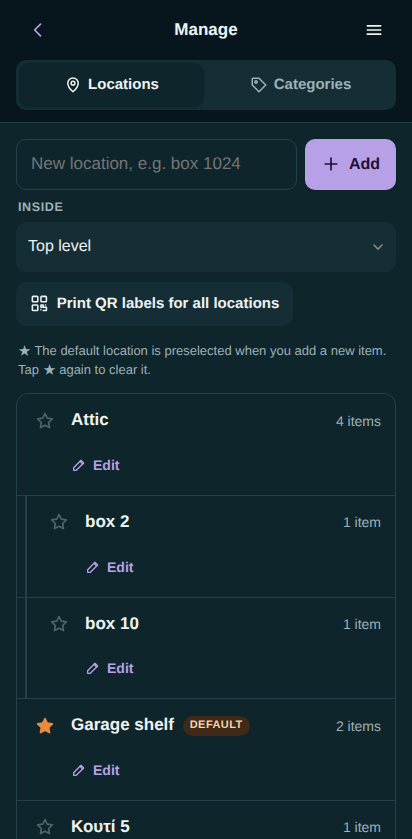 Manage
Locations
Categories
New location, e.g. box 1024
Add
INSIDE
Top level
Print QR labels for all locations
★ The default location is preselected when you add a new item.
Tap ★ again to clear it.
Attic
4 items
Edit
box 2
1 item
Edit
box 10
1 item
Edit
Garage shelf
DEFAULT
2 items
Edit
Κουτί 5
1 item